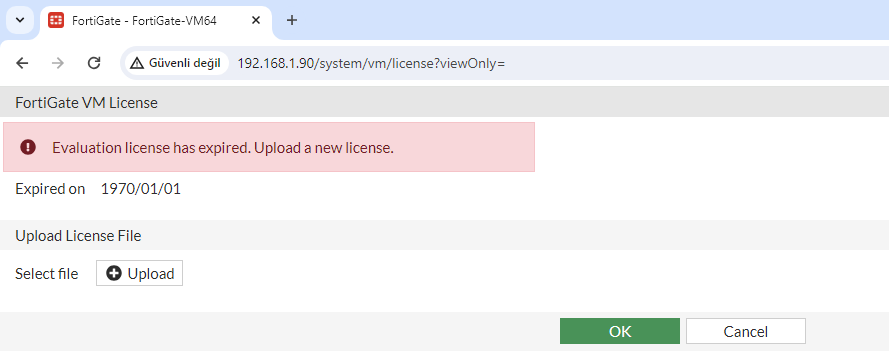 FortiGate - FortiGate-VM64
Güvenli değil 192.168.1.90/system/vm/license?viewOnly=
FortiGate VM License
Evaluation license has expired. Upload a new license.
Expired on 1970/01/01
Upload License File
Select file Upload
OK Cancel